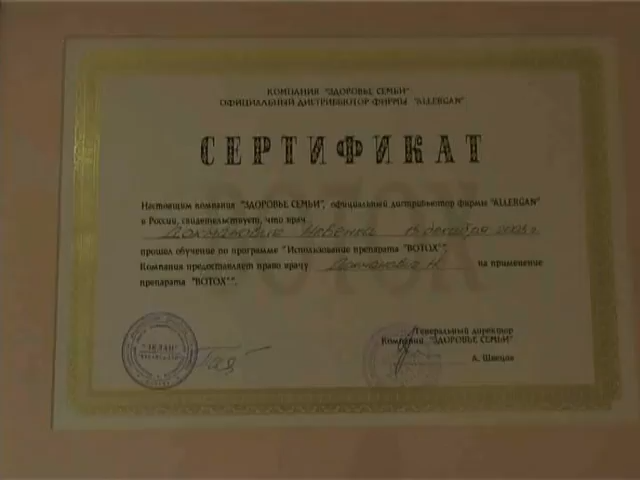 КОМПАНИЯ "ЗДОРОВЬЕ СЕМЬИ"
ОФИЦИАЛЬНЫЙ ДИСТРИБЬЮТОР ФИРМЫ "ALLERGAN"
СЕРТИФИКАТ
Настоящим компания "ЗДОРОВЬЕ СЕМЬИ", официальный дистрибьютор фирмы "ALLERGAN"
в России, свидетельствует, что врач
декабря
прошел обучение по программе "Использование препарата "BOTOX".
Компания предоставляет право врачу на применение
препарата "BOTOX".
Генеральный директор
Компании "ЗДОРОВЬЕ СЕМЬИ"
А. Швецов